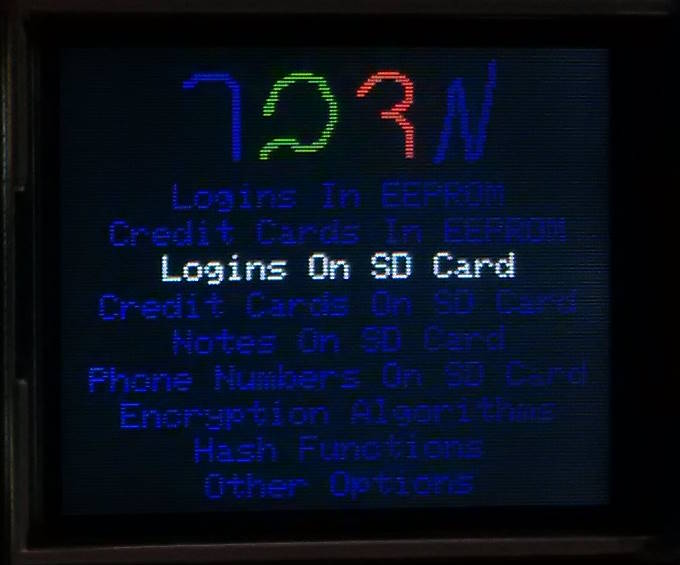 Logins In EEPROM
Credit Cards In EEPROM
Logins On SD Card
Credit Cards On SD Card
Notes On SD Card
Phone Numbers On SD Card
Encryption Algorithms
Hash Functions
Other Options